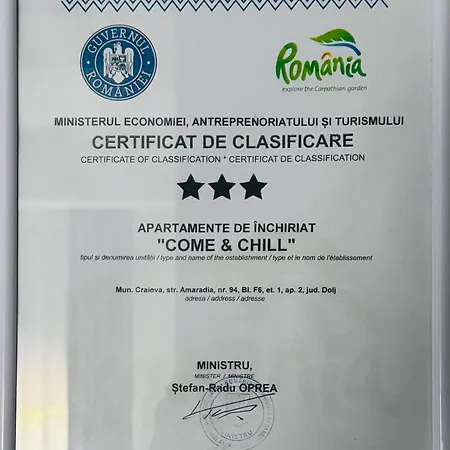 GUVERNUL
ROMÂNIEI
România
explore the Carpathian garden
MINISTERUL ECONOMIEI, ANTREPRENORIATULUI ȘI TURISMULUI
CERTIFICAT DE CLASIFICARE
CERTIFICATE OF CLASSIFICATION * CERTIFICAT DE CLASSIFICATION
APARTAMENTE DE ÎNCHIRIAT
"COME & CHILL"
tipul și denumirea unității / type and name of the establishment / type et le nom de l'établissement
Mun. Craiova, str. Amaradia, nr. 94, Bl. F6, et. 1, ap. 2, jud. Dolj
adresa / address / adresse
MINISTRU,
MINISTER / MINISTRE
Ștefan-Radu OPREA
MINISTRU